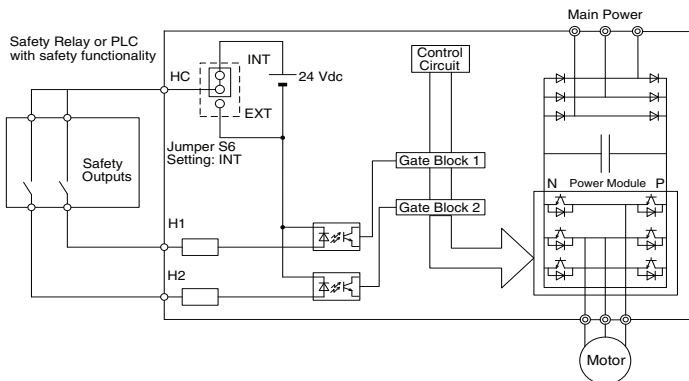 Main Power
Safety Relay or PLC
with safety functionality
HC
INT
24 Vdc
EXT
Jumper S6
Setting: INT
Control
Circuit
Safety
Outputs
Gate Block 1
Gate Block 2
N
Power Module
P
H1
H2
Motor